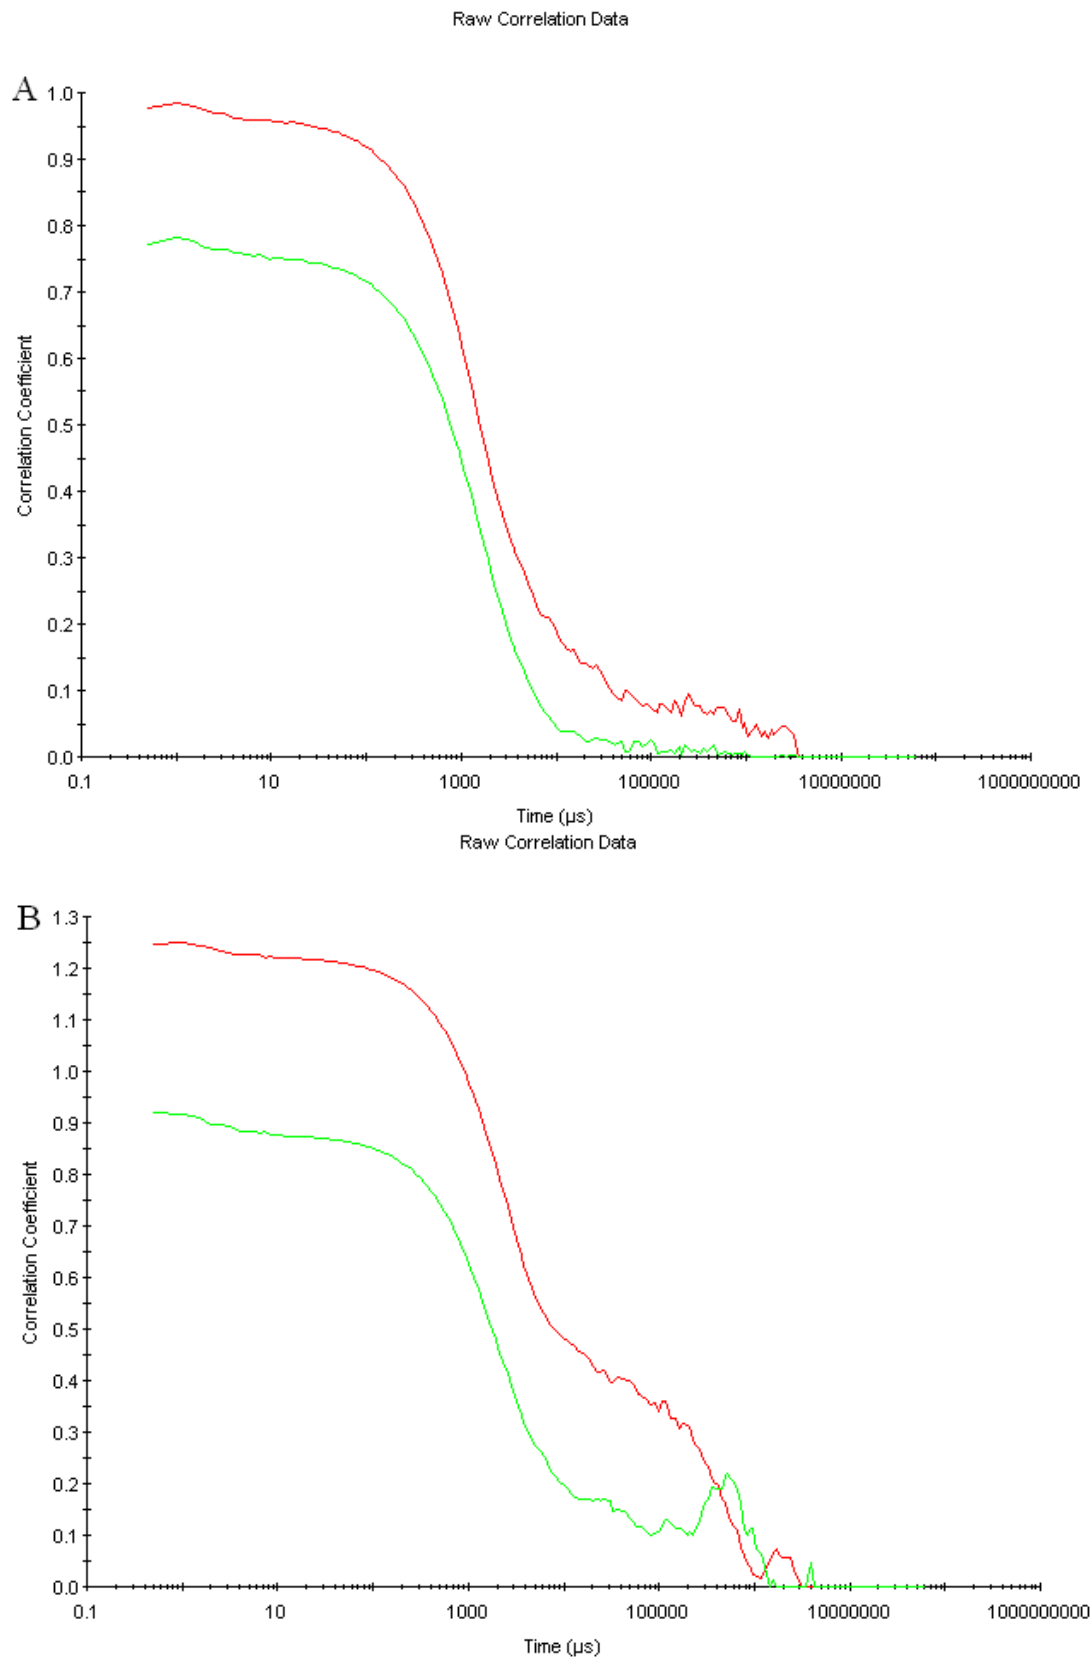 Raw Correlation Data
A
1.0
0.9
0.8
0.7
0.6
0.5
0.4
0.3
0.2
0.1
0.0
Correlation Coefficient
0.1 10 1000 100000 10000000 1000000000
Time (µs)
Raw Correlation Data
B
1.3
1.2
1.1
1.0
0.9
0.8
0.7
0.6
0.5
0.4
0.3
0.2
0.1
0.0
Correlation Coefficient
0.1 10 1000 100000 10000000 1000000000
Time (µs)